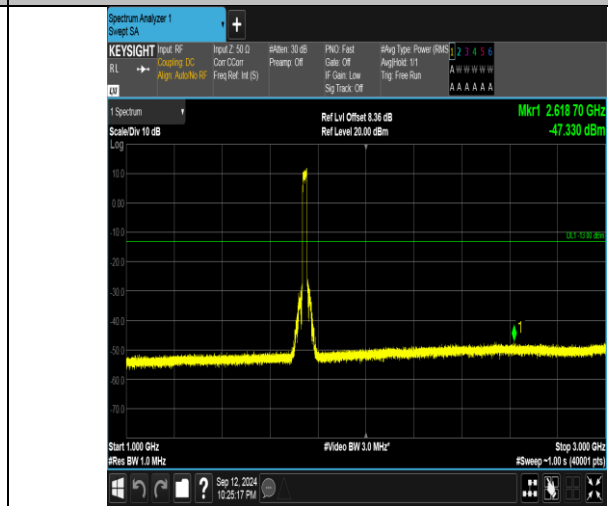 Spectrum Analyzer 1
Swept SA
+
KEYSIGHT Input: RF Input Z: 50 Ω #Atten: 30 dB PNO: Fast #Avg Type: Power (RMS 1 2 3 4 5 6
RL Coupling: DC Corr CCorr Preamp: Off Gate: Off Avg|Hold: 1/1 A W W W W W
Align: Auto/No RF Freq Ref: Int (S) IF Gain: Low Trig: Free Run
LXI Sig Track: Off A A A A A A
1 Spectrum Ref Lvl Offset 8.36 dB Mkr1 2.618 70 GHz
Scale/Div 10 dB Ref Level 20.00 dBm -47.330 dBm
Log
10.0
0.00
-10.0
DL1 -13.00 dBm
-20.0
-30.0
-40.0
1
-50.0
-60.0
-70.0
Start 1.000 GHz #Video BW 3.0 MHz* Stop 3.000 GHz
#Res BW 1.0 MHz #Sweep ~1.00 s (40001 pts)
? Sep 12, 2024
10:25:17 PM